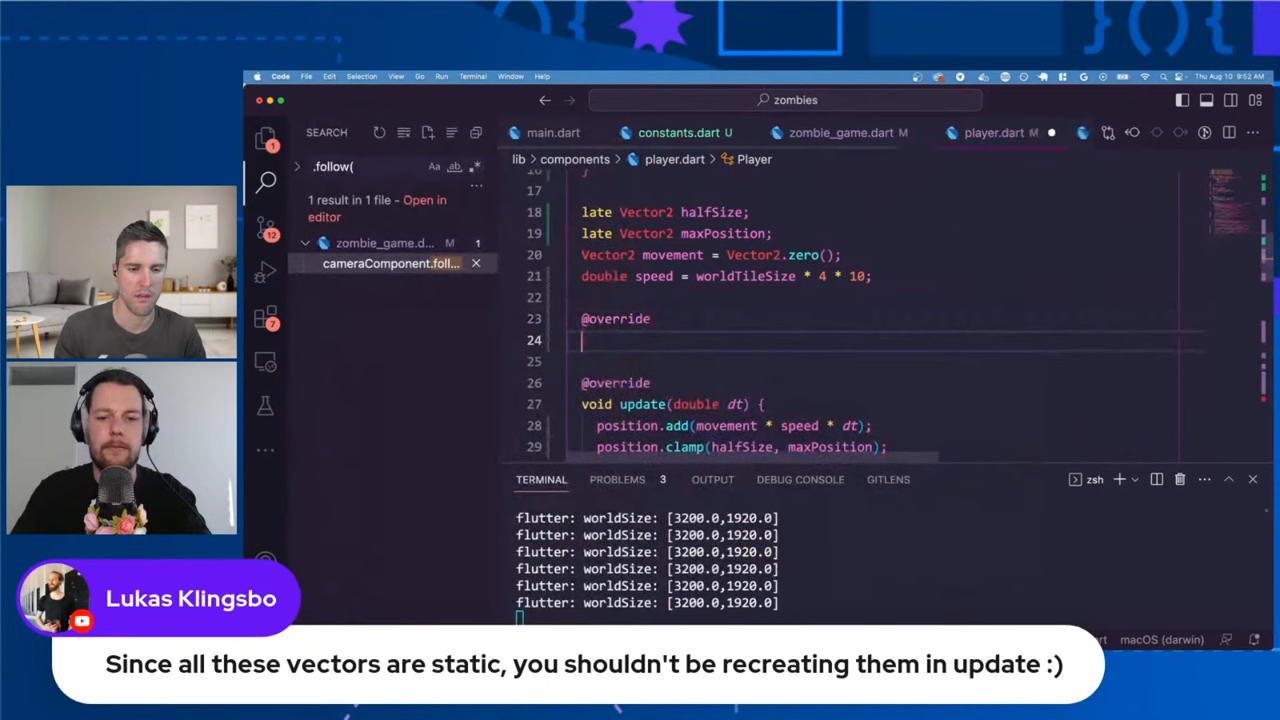 Code File Edit Selection View Go Run Terminal Window Help
Thu Aug 10 9:52 AM
zombies
SEARCH
main.dart
constants.dart U
zombie_game.dart M
player.dart M
.follow(
Aa ab
lib > components > player.dart > Player
1 result in 1 file - Open in
editor
zombie_game.d... M 1
cameraComponent.foll...
1
12
7
16 }
17
18 late Vector2 halfSize;
19 late Vector2 maxPosition;
20 Vector2 movement = Vector2.zero();
21 double speed = worldTileSize * 4 * 10;
22
23 @override
24
25
26 @override
27 void update(double dt) {
28 position.add(movement * speed * dt);
29 position.clamp(halfSize, maxPosition);
TERMINAL PROBLEMS 3 OUTPUT DEBUG CONSOLE GITLENS
zsh
flutter: worldSize: [3200.0,1920.0]
flutter: worldSize: [3200.0,1920.0]
flutter: worldSize: [3200.0,1920.0]
flutter: worldSize: [3200.0,1920.0]
flutter: worldSize: [3200.0,1920.0]
flutter: worldSize: [3200.0,1920.0]
macOS (darwin)
Lukas Klingsbo
Since all these vectors are static, you shouldn't be recreating them in update :)